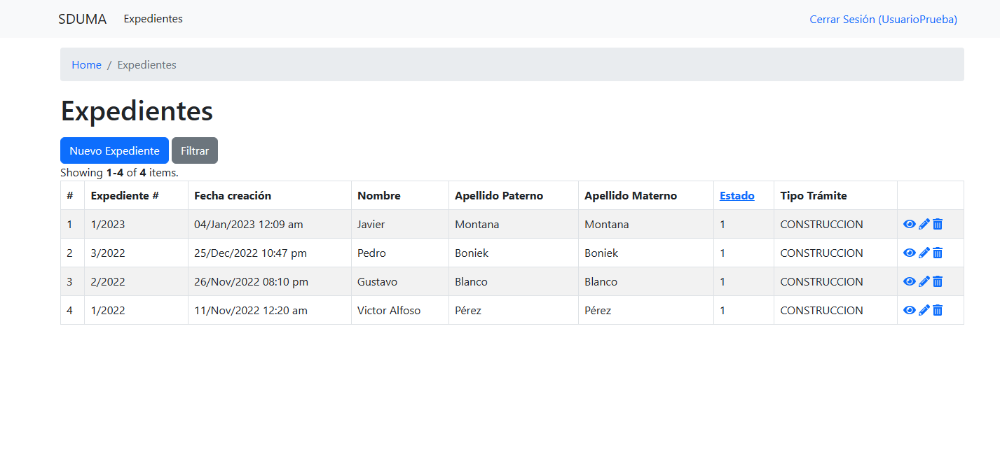 SDUMA Expedientes Cerrar Sesión (UsuarioPrueba)
Home / Expedientes
Expedientes
Nuevo Expediente Filtrar
Showing 1-4 of 4 items.
# Expediente # Fecha creación Nombre Apellido Paterno Apellido Materno Estado Tipo Trámite
1 1/2023 04/Jan/2023 12:09 am Javier Montana Montana 1 CONSTRUCCION
2 3/2022 25/Dec/2022 10:47 pm Pedro Boniek Boniek 1 CONSTRUCCION
3 2/2022 26/Nov/2022 08:10 pm Gustavo Blanco Blanco 1 CONSTRUCCION
4 1/2022 11/Nov/2022 12:20 am Victor Alfoso Pérez Pérez 1 CONSTRUCCION